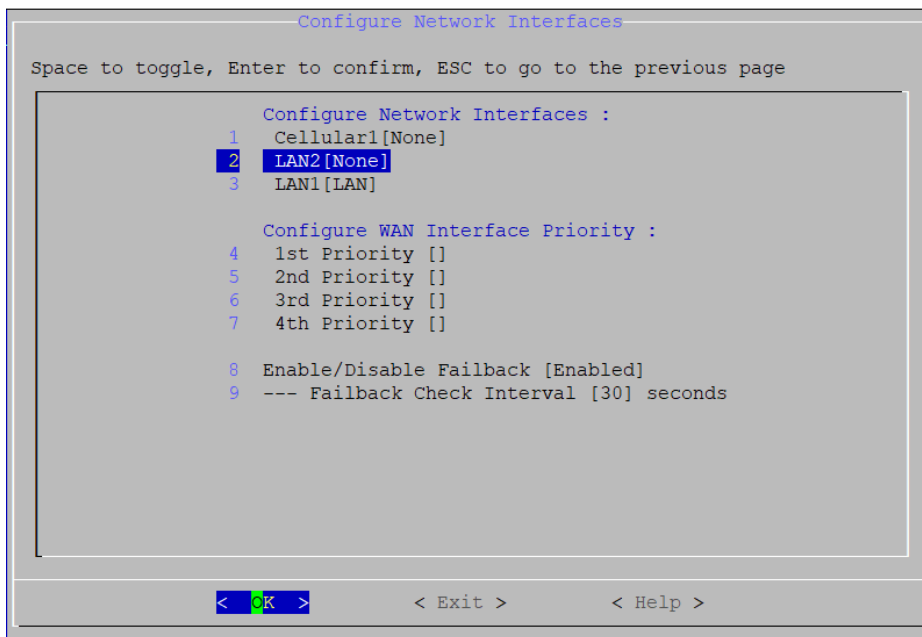 Configure Network Interfaces
Space to toggle, Enter to confirm, ESC to go to the previous page
Configure Network Interfaces :
1 Cellular1[None]
2 LAN2[None]
3 LAN1[LAN]
Configure WAN Interface Priority :
4 1st Priority []
5 2nd Priority []
6 3rd Priority []
7 4th Priority []
8 Enable/Disable Failback [Enabled]
9 --- Failback Check Interval [30] seconds
< OK > < Exit > < Help >